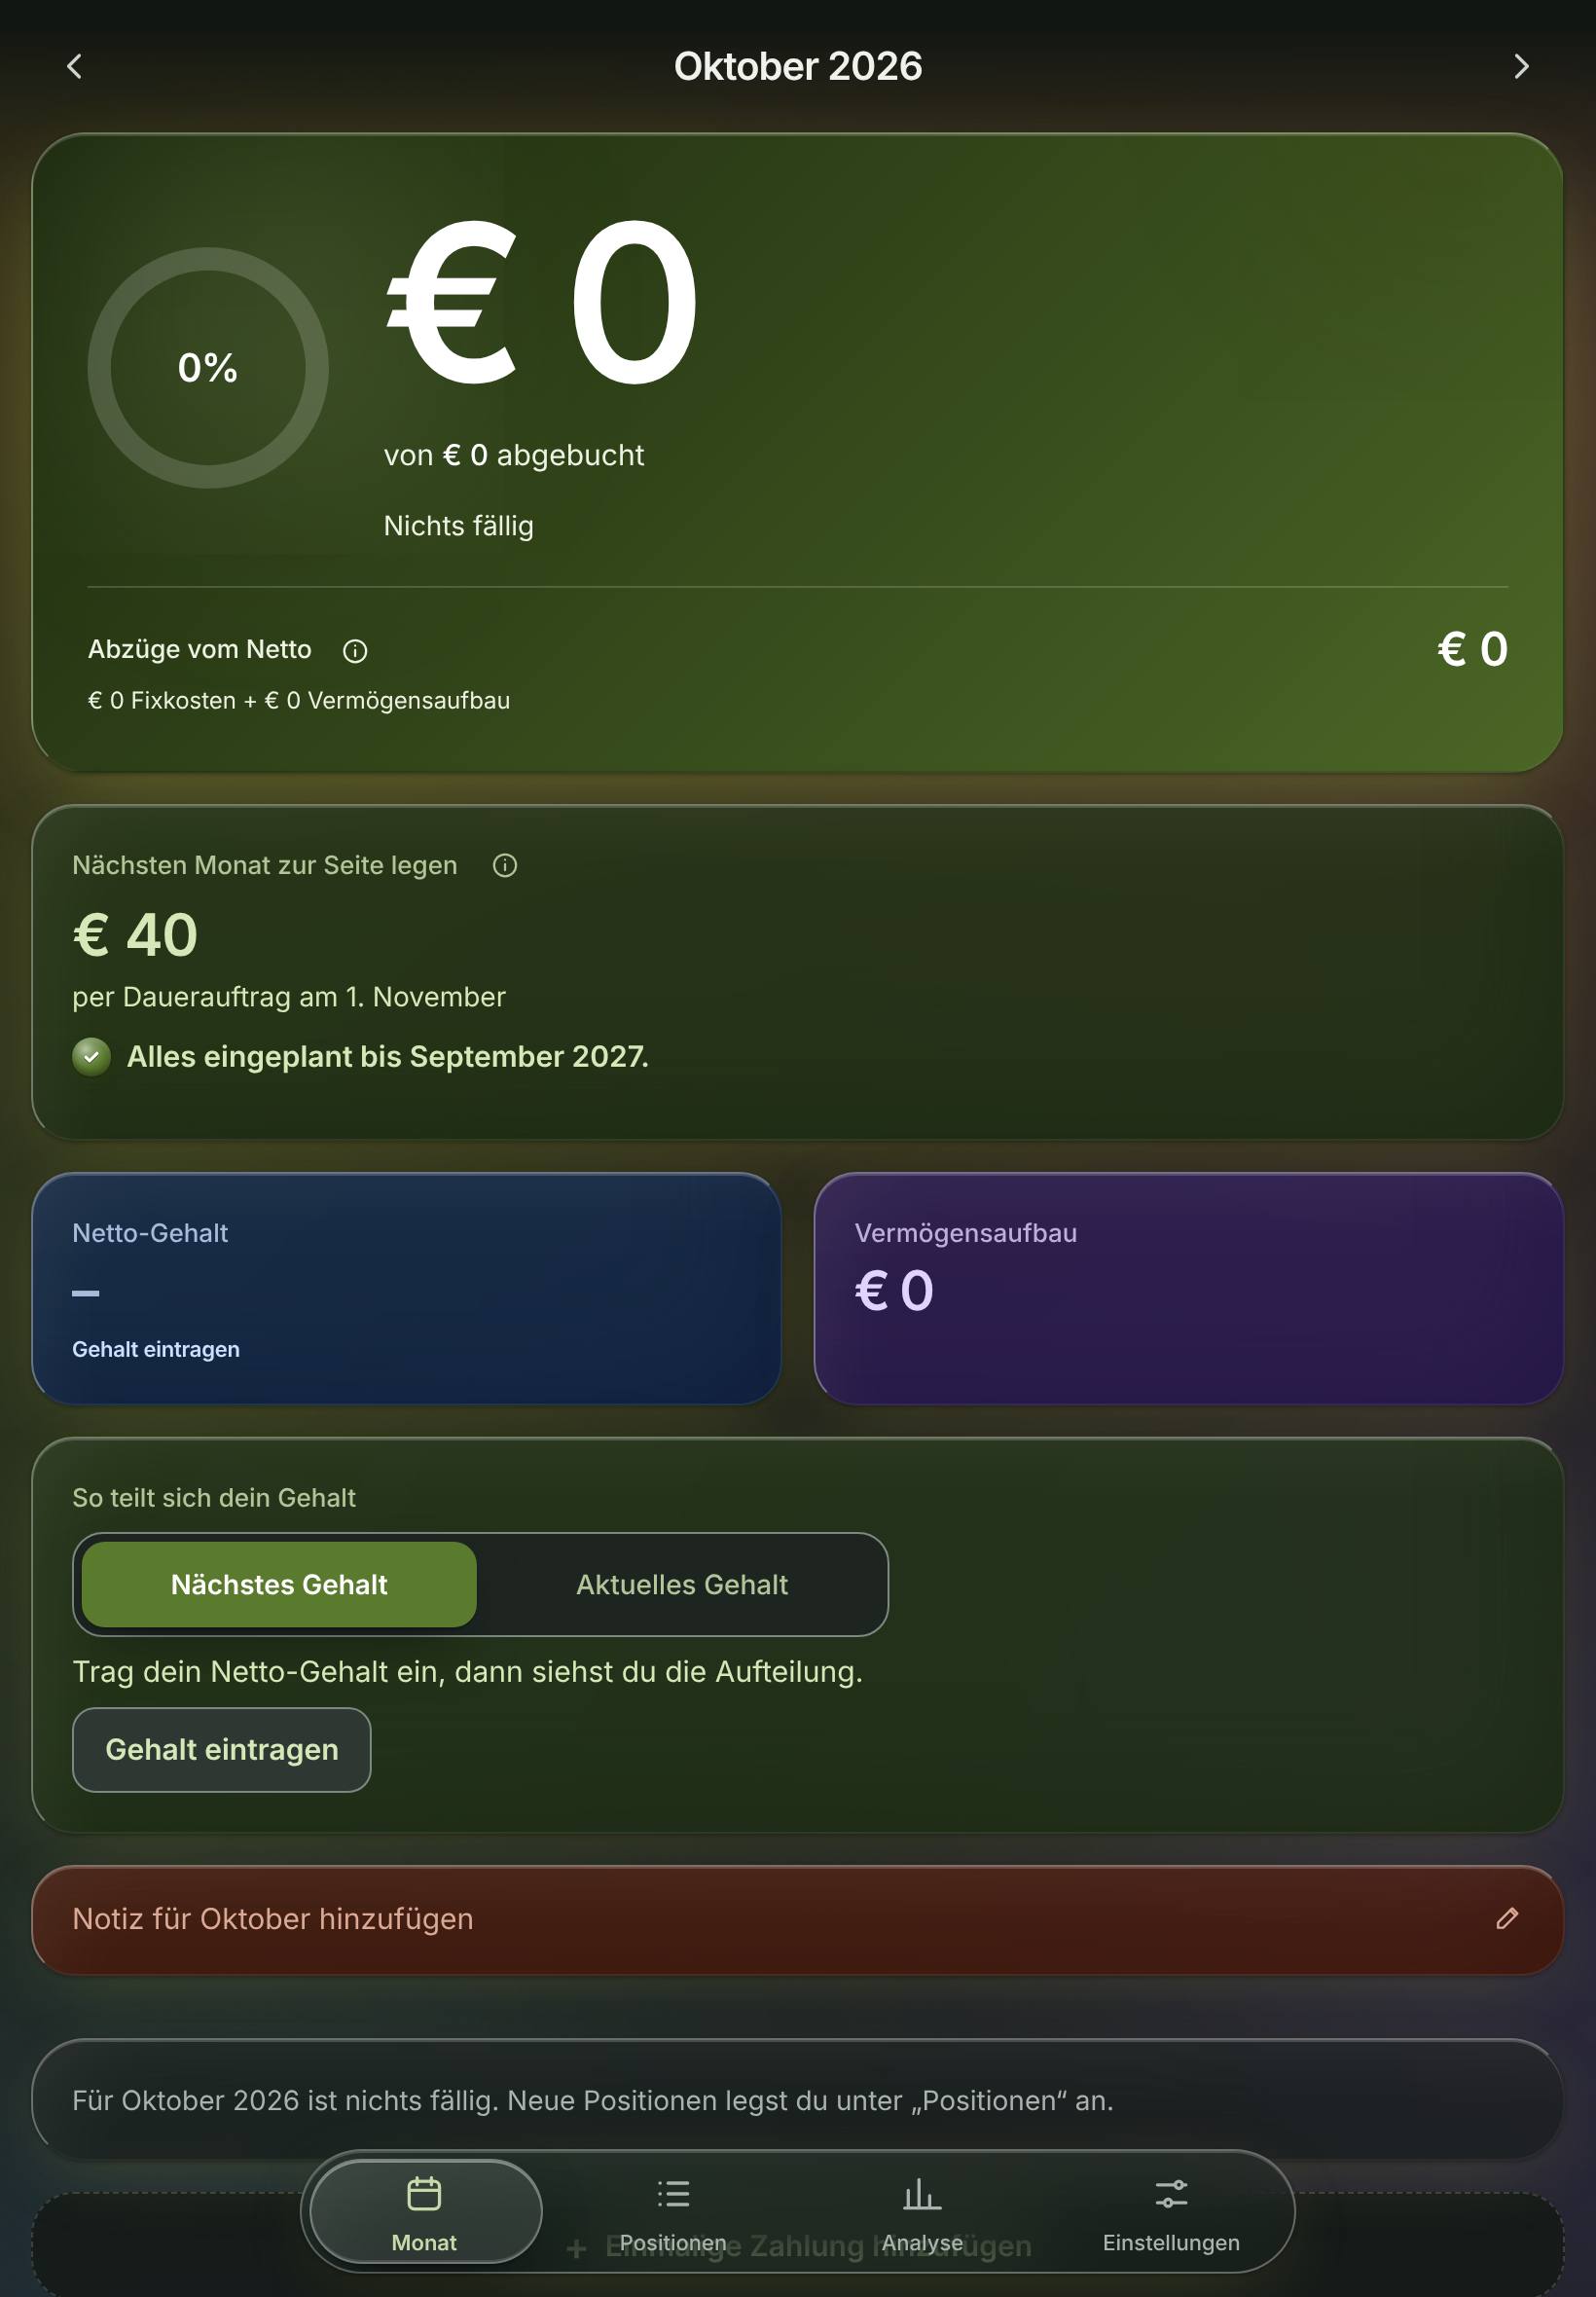 Oktober 2026
€ 0
0%
von € 0 abgebucht
Nichts fällig
Abzüge vom Netto
€ 0
€ 0 Fixkosten + € 0 Vermögensaufbau
Nächsten Monat zur Seite legen
€ 40
per Dauerauftrag am 1. November
Alles eingeplant bis September 2027.
Netto-Gehalt
–
Gehalt eintragen
Vermögensaufbau
€ 0
So teilt sich dein Gehalt
Nächstes Gehalt
Aktuelles Gehalt
Trag dein Netto-Gehalt ein, dann siehst du die Aufteilung.
Gehalt eintragen
Notiz für Oktober hinzufügen
Für Oktober 2026 ist nichts fällig. Neue Positionen legst du unter „Positionen“ an.
+ Einmalige Zahlung hinzufügen
Monat
Positionen
Analyse
Einstellungen